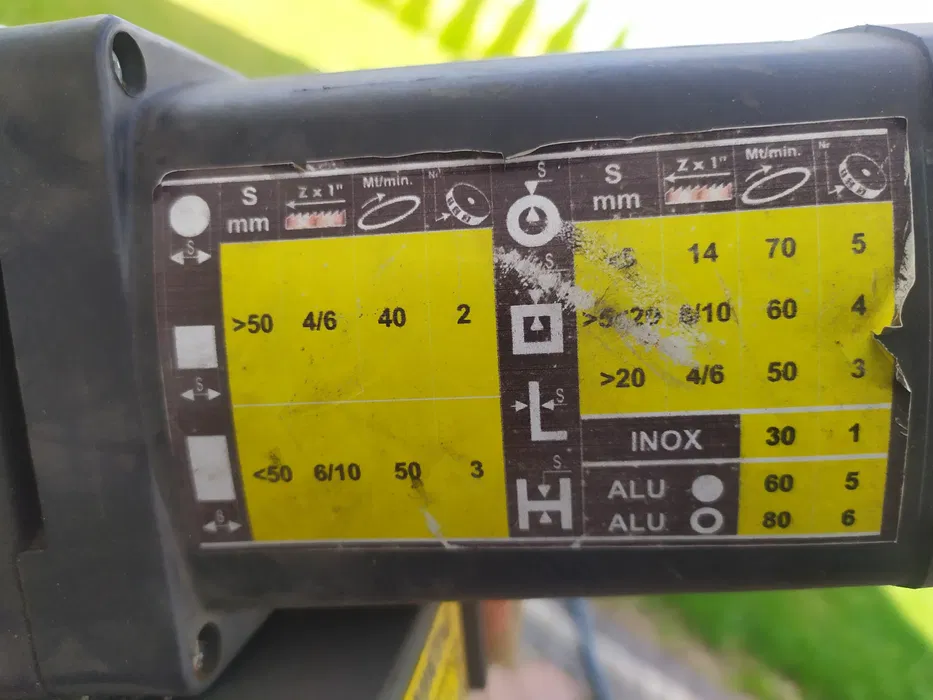 S mm Z x 1" Mt/min. Nr
S
>50 4/6 40 2
S
<50 6/10 50 3
S
S
S mm Z x 1" Mt/min. Nr
14 70 5
S
60 4
>20 4/6 50 3
S
INOX 30 1
S
ALU 60 5
ALU 80 6